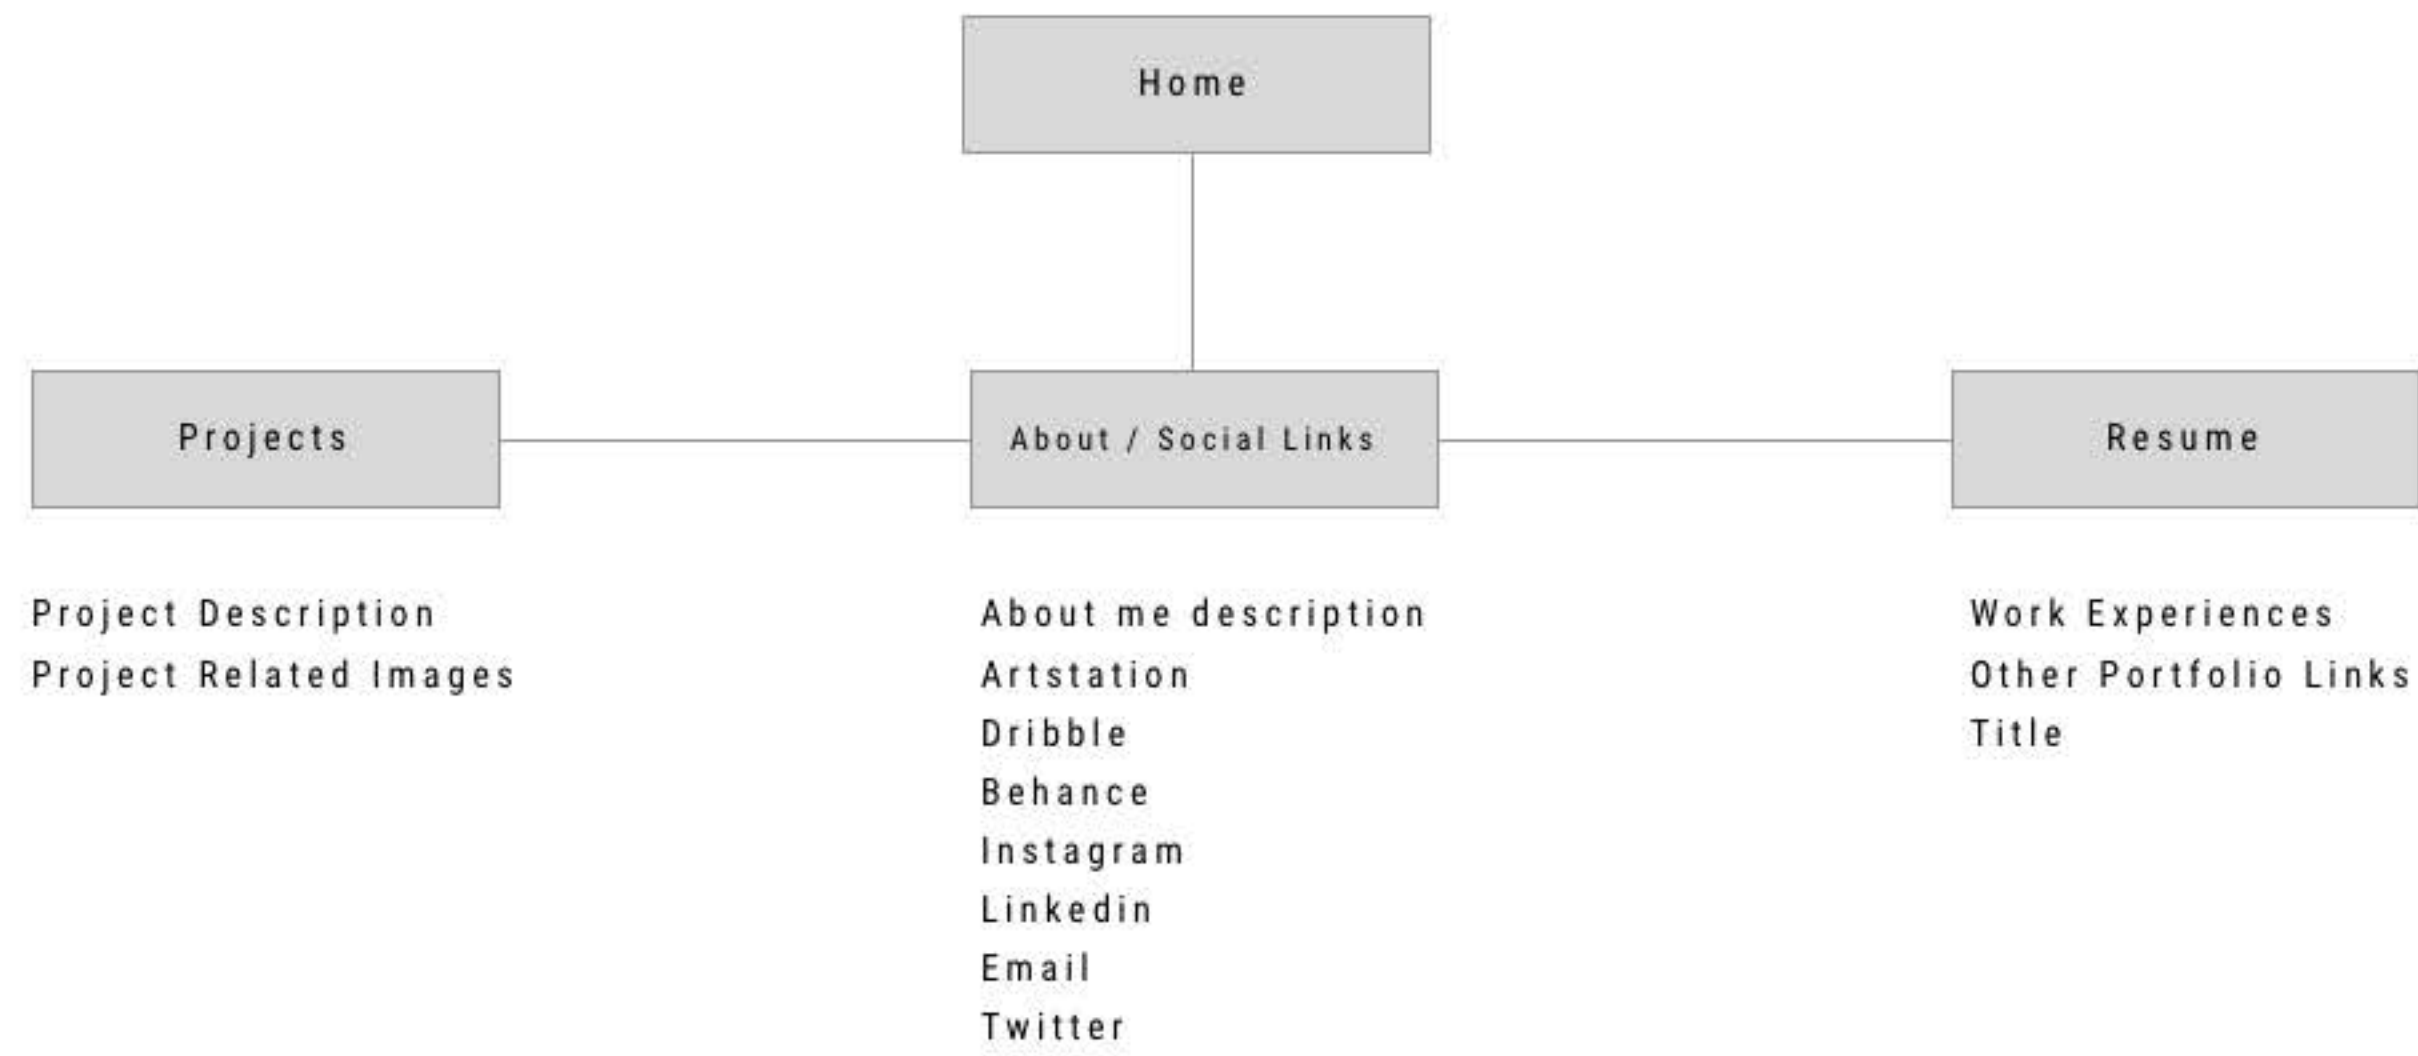 Home
Projects
About / Social Links
Resume
Project Description
Project Related Images
About me description
Artstation
Dribble
Behance
Instagram
Linkedin
Email
Twitter
Work Experiences
Other Portfolio Links
Title